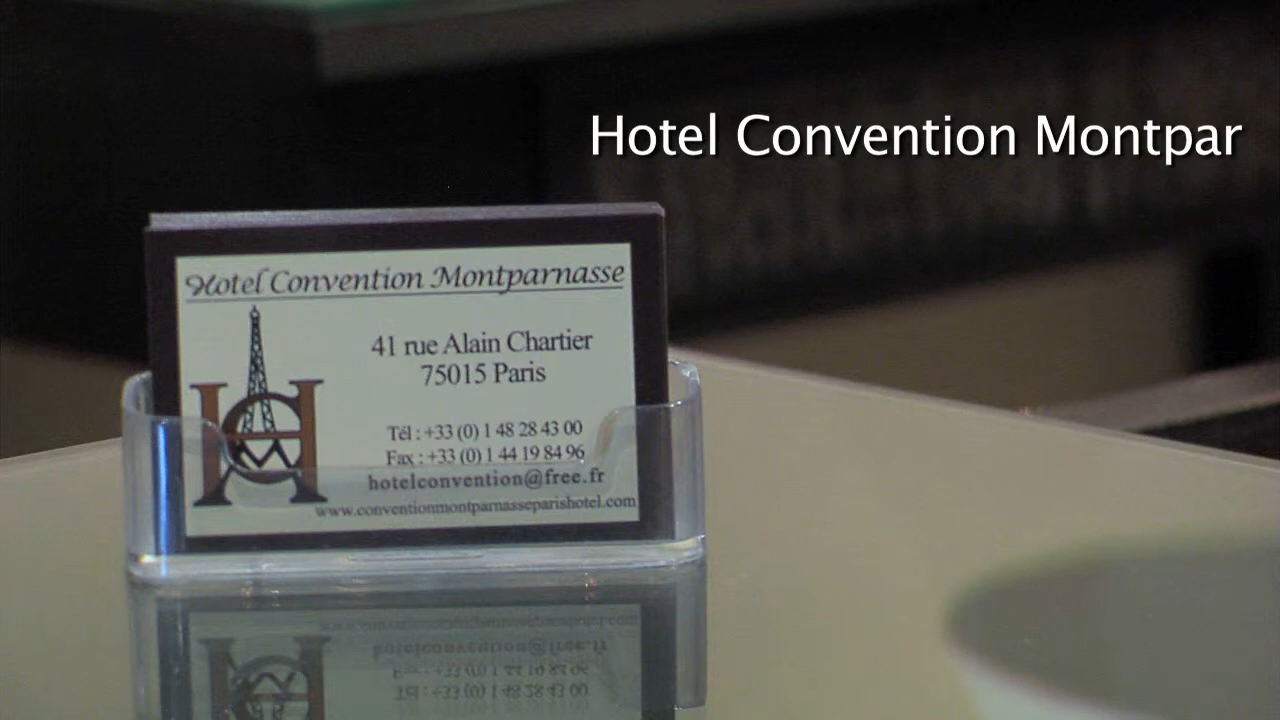 Hotel Convention Montpar
Hotel Convention Montparnasse
41 rue Alain Chartier
75015 Paris
Tél : +33 (0) 1 48 28 43 00
Fax : +33 (0) 1 44 19 84 96
hotelconvention@free.fr
www.conventionmontparnasseparishotel.com